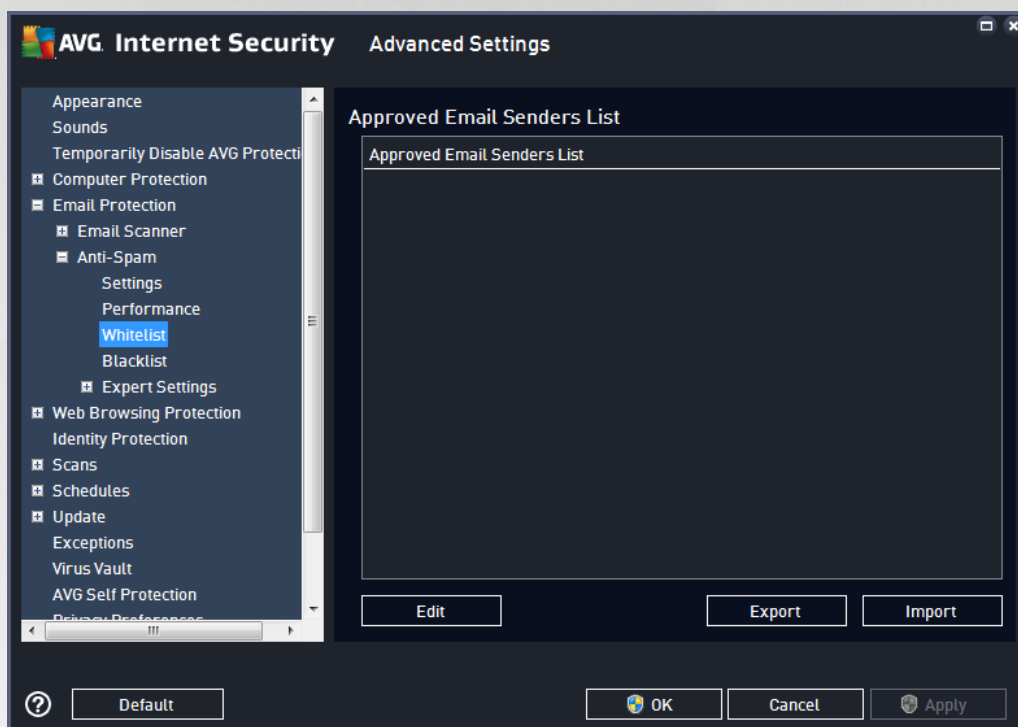 AVG. Internet Security Advanced Settings
Appearance
Sounds
Temporarily Disable AVG Protecti
Computer Protection
Email Protection
Email Scanner
Anti-Spam
Settings
Performance
Whitelist
Blacklist
Expert Settings
Web Browsing Protection
Identity Protection
Scans
Schedules
Update
Exceptions
Virus Vault
AVG Self Protection
Privacy Preferences
Approved Email Senders List
Approved Email Senders List
Edit
Export
Import
?
Default
OK
Cancel
Apply